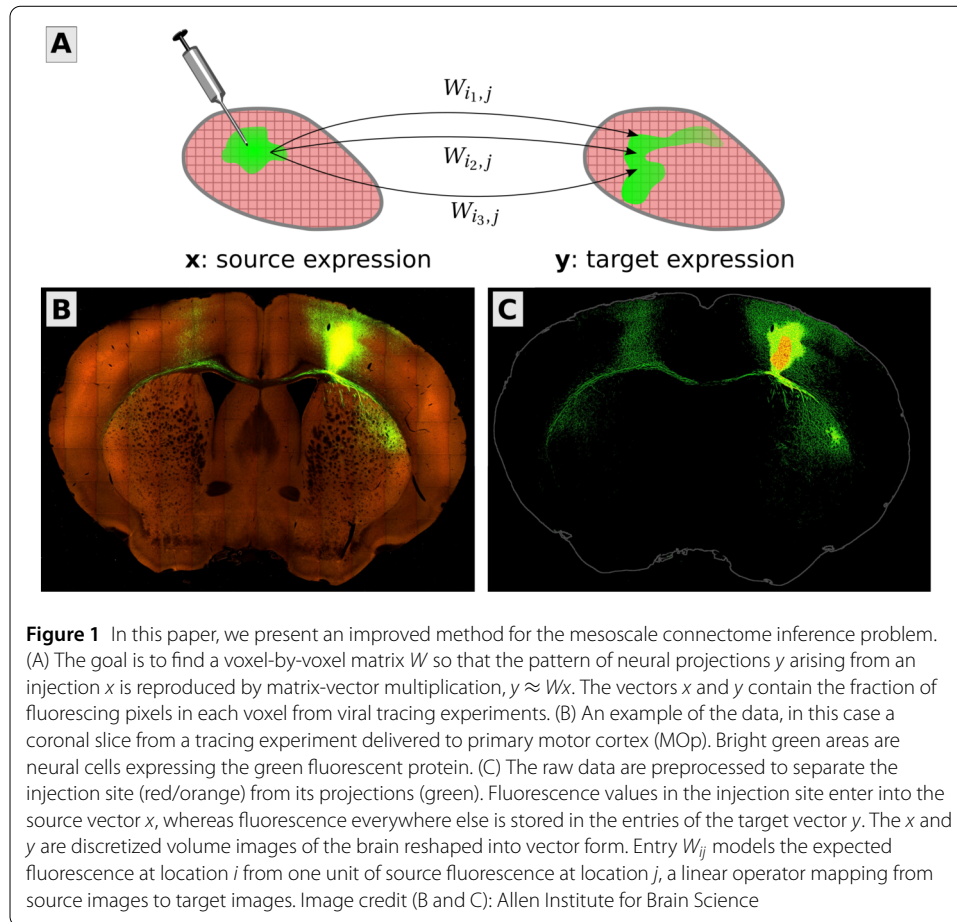 A
W_{i_1,j}
W_{i_2,j}
W_{i_3,j}
x: source expression
y: target expression
B
C
Figure 1 In this paper, we present an improved method for the mesoscale connectome inference problem.
(A) The goal is to find a voxel-by-voxel matrix W so that the pattern of neural projections y arising from an
injection x is reproduced by matrix-vector multiplication, y ≈ Wx. The vectors x and y contain the fraction of
fluorescing pixels in each voxel from viral tracing experiments. (B) An example of the data, in this case a
coronal slice from a tracing experiment delivered to primary motor cortex (MOp). Bright green areas are
neural cells expressing the green fluorescent protein. (C) The raw data are preprocessed to separate the
injection site (red/orange) from its projections (green). Fluorescence values in the injection site enter into the
source vector x, whereas fluorescence everywhere else is stored in the entries of the target vector y. The x and
y are discretized volume images of the brain reshaped into vector form. Entry W_{ij} models the expected
fluorescence at location i from one unit of source fluorescence at location j, a linear operator mapping from
source images to target images. Image credit (B and C): Allen Institute for Brain Science